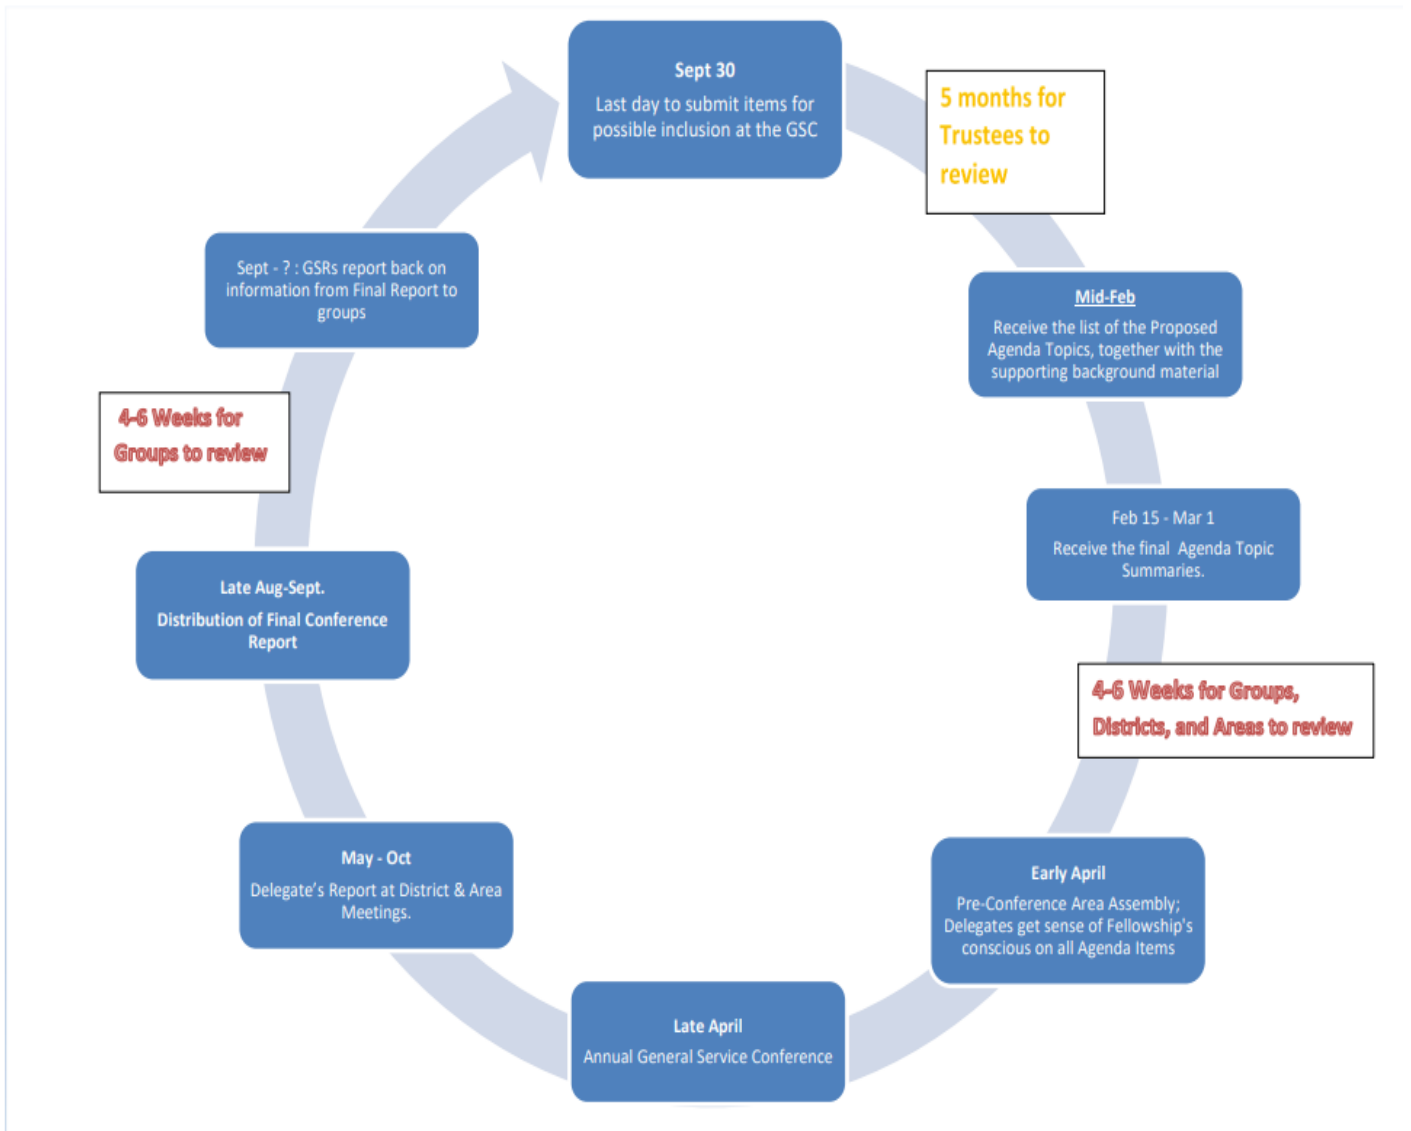 Sept 30
Last day to submit items for
possible inclusion at the GSC
5 months for
Trustees to
review
Mid-Feb
Receive the list of the Proposed
Agenda Topics, together with the
supporting background material
Feb 15 - Mar 1
Receive the final  Agenda Topic
Summaries.
4-6 Weeks for Groups,
Districts, and Areas to review
Early April
Pre-Conference Area Assembly;
Delegates get sense of Fellowship's
conscious on all Agenda Items
Late April
Annual General Service Conference
May - Oct
Delegate’s Report at District & Area
Meetings.
Late Aug-Sept.
Distribution of Final Conference
Report
4-6 Weeks for
Groups to review
Sept - ? : GSRs report back on
information from Final Report to
groups